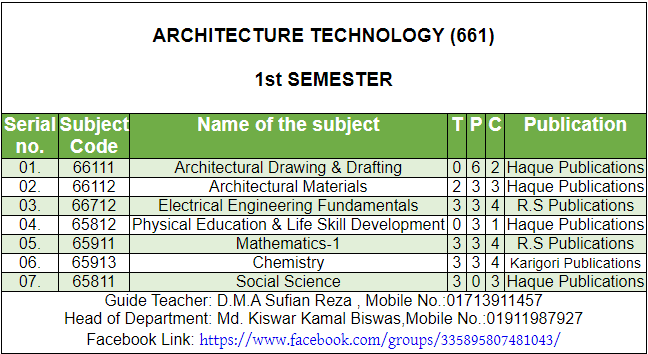 ARCHITECTURE TECHNOLOGY (661)
1st SEMESTER
Serial no. Subject Code Name of the subject T P C Publication
01. 66111 Architectural Drawing & Drafting 0 6 2 Haque Publications
02. 66112 Architectural Materials 2 3 3 Haque Publications
03. 66712 Electrical Engineering Fundamentals 3 3 4 R.S Publications
04. 65812 Physical Education & Life Skill Development 0 3 1 Haque Publications
05. 65911 Mathematics-1 3 3 4 R.S Publications
06. 65913 Chemistry 3 3 4 Karigori Publications
07. 65811 Social Science 3 0 3 Haque Publications
Guide Teacher: D.M.A Sufian Reza , Mobile No.:01713911457
Head of Department: Md. Kiswar Kamal Biswas,Mobile No.:01911987927
Facebook Link: https://www.facebook.com/groups/335895807481043/